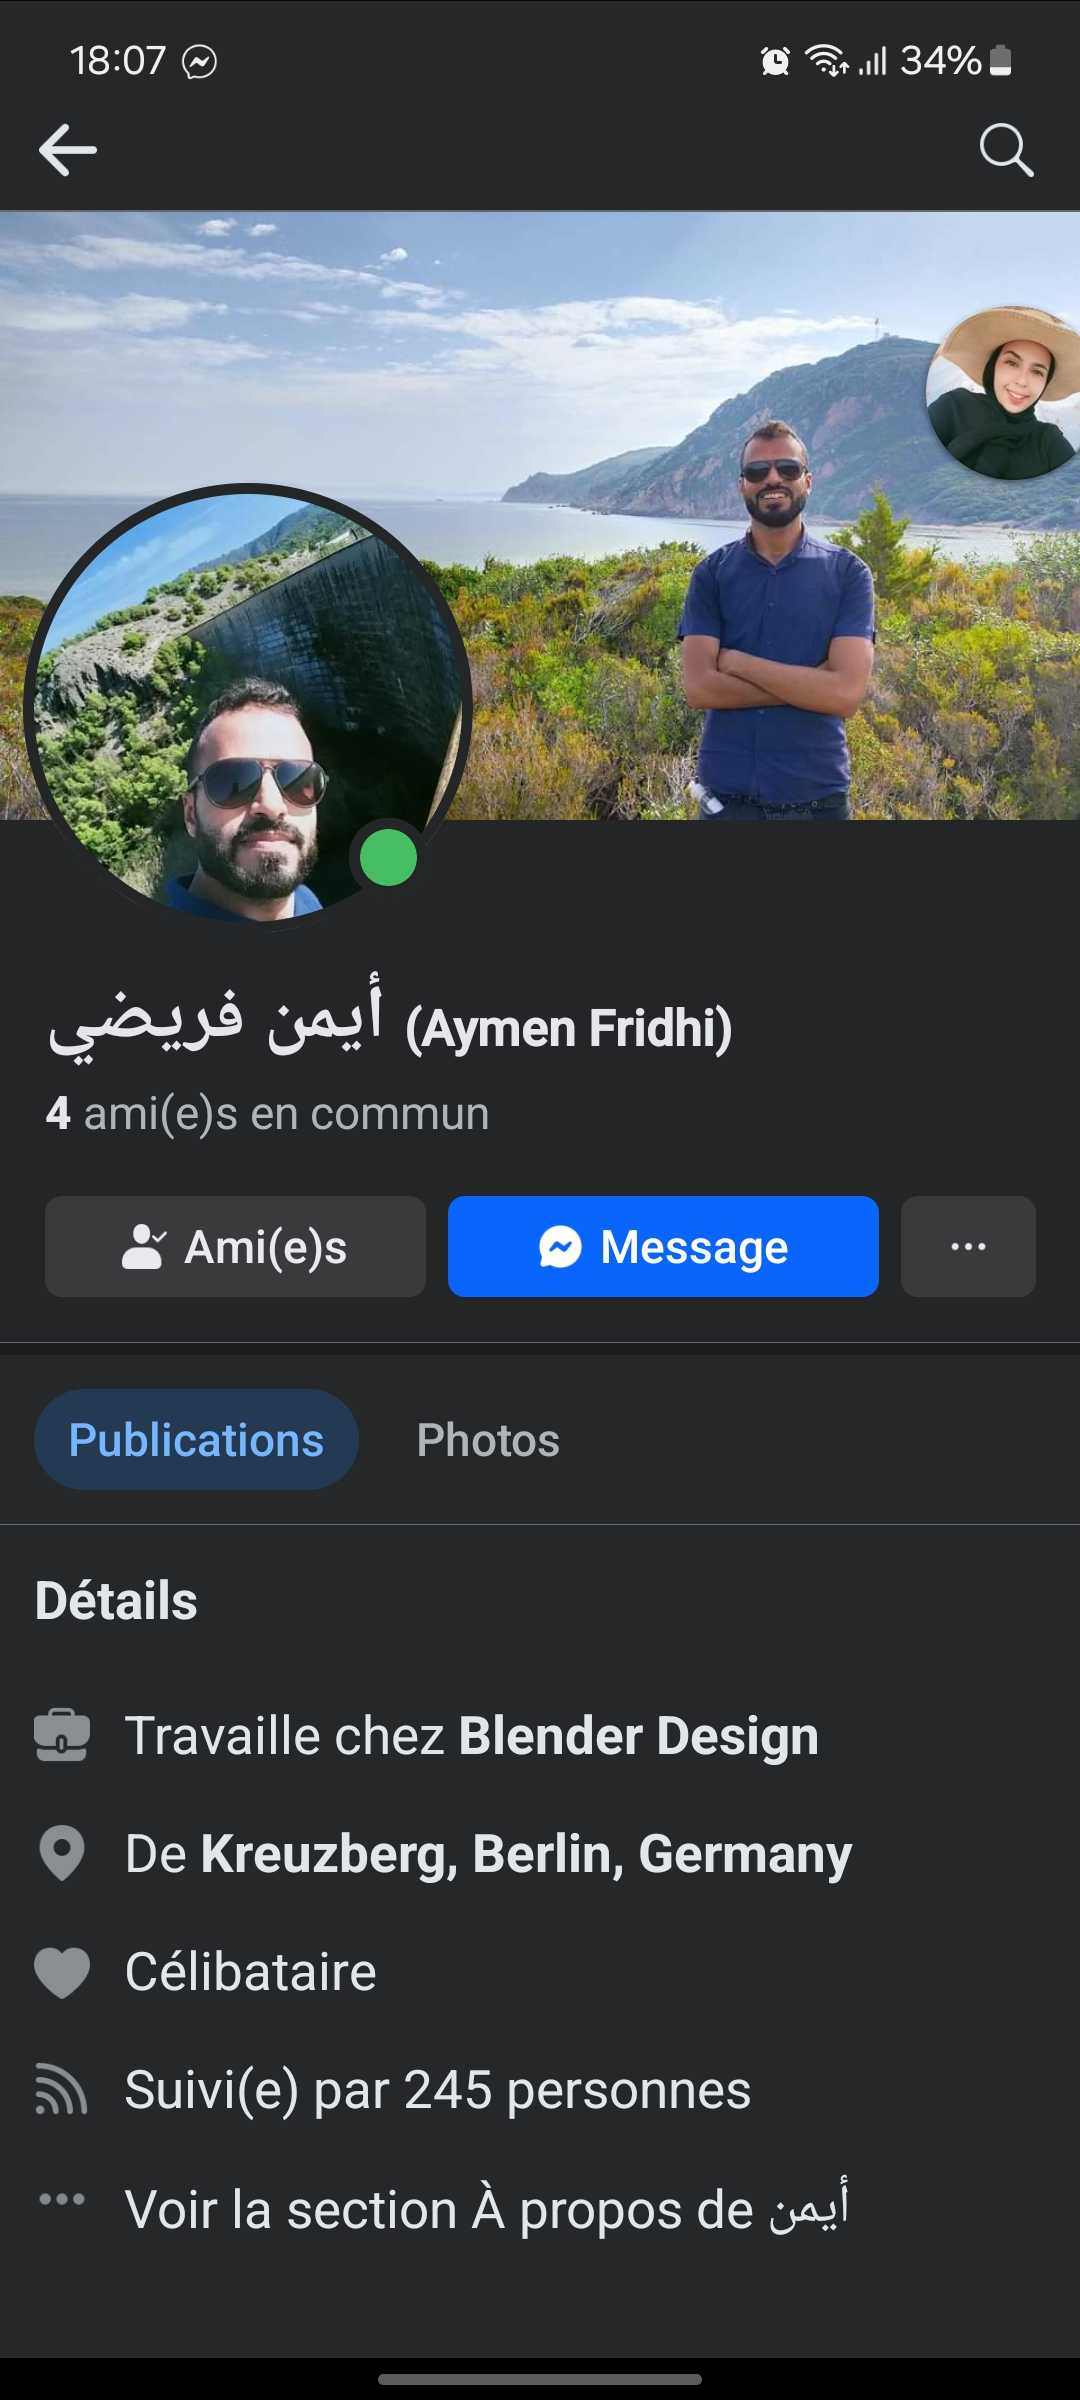 18:07
34%
أيمن فريضي (Aymen Fridhi)
4 ami(e)s en commun
Ami(e)s
Message
Publications
Photos
Détails
Travaille chez Blender Design
De Kreuzberg, Berlin, Germany
Célibataire
Suivi(e) par 245 personnes
Voir la section À propos de أيمن